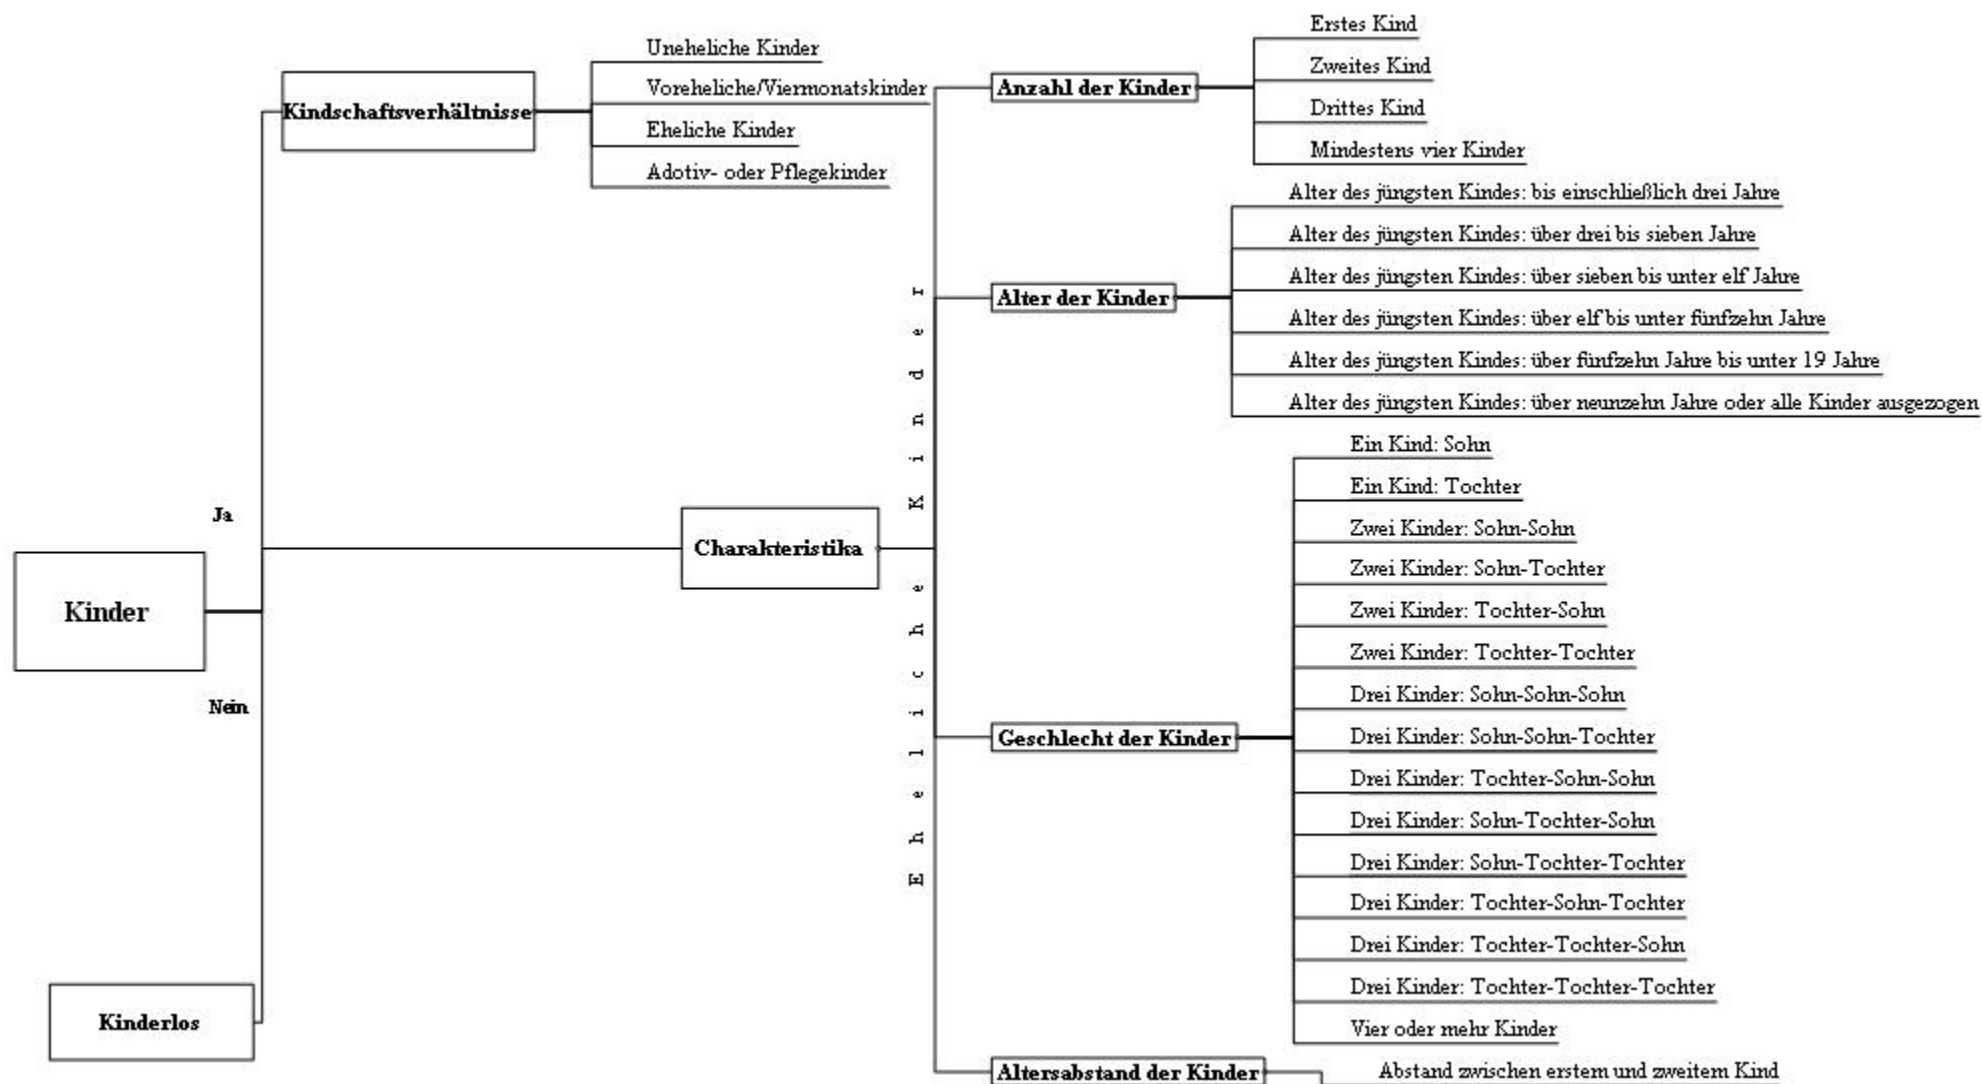 Kinder
Ja
Nein
Kinderlos
Kindschaftsverhältnisse
Uneheliche Kinder
Voreheliche/Viermonatskinder
Eheliche Kinder
Adotiv- oder Pflegekinder
Charakteristika
Eheliche Kinder
Anzahl der Kinder
Erstes Kind
Zweites Kind
Drittes Kind
Mindestens vier Kinder
Alter der Kinder
Alter des jüngsten Kindes: bis einschließlich drei Jahre
Alter des jüngsten Kindes: über drei bis sieben Jahre
Alter des jüngsten Kindes: über sieben bis unter elf Jahre
Alter des jüngsten Kindes: über elf bis unter fünfzehn Jahre
Alter des jüngsten Kindes: über fünfzehn Jahre bis unter 19 Jahre
Alter des jüngsten Kindes: über neunzehn Jahre oder alle Kinder ausgezogen
Geschlecht der Kinder
Ein Kind: Sohn
Ein Kind: Tochter
Zwei Kinder: Sohn-Sohn
Zwei Kinder: Sohn-Tochter
Zwei Kinder: Tochter-Sohn
Zwei Kinder: Tochter-Tochter
Drei Kinder: Sohn-Sohn-Sohn
Drei Kinder: Sohn-Sohn-Tochter
Drei Kinder: Tochter-Sohn-Sohn
Drei Kinder: Sohn-Tochter-Sohn
Drei Kinder: Sohn-Tochter-Tochter
Drei Kinder: Tochter-Sohn-Tochter
Drei Kinder: Tochter-Tochter-Sohn
Drei Kinder: Tochter-Tochter-Tochter
Vier oder mehr Kinder
Altersabstand der Kinder
Abstand zwischen erstem und zweitem Kind